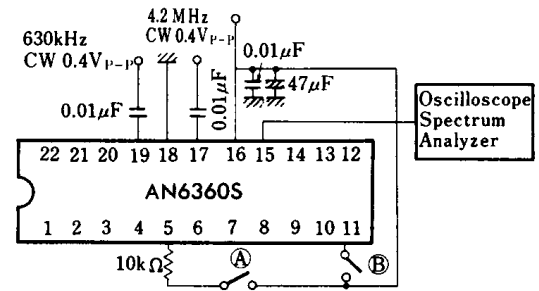 4.2 MHz
CW 0.4V P-P
630kHz
CW 0.4V P-P
0.01μF
0.01μF
0.01μF
47μF
Oscilloscope
Spectrum
Analyzer
22 21 20 19 18 17 16 15 14 13 12
AN6360S
1 2 3 4 5 6 7 8 9 10 11
10kΩ
Ⓐ
Ⓑ